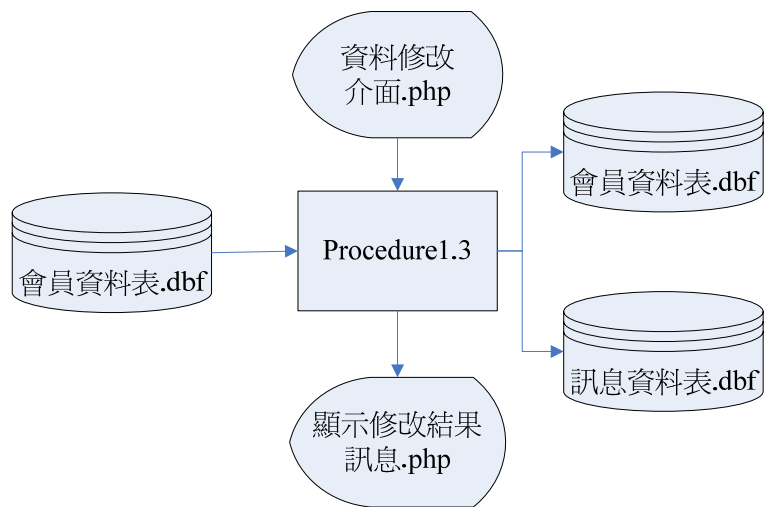 資料修改
介面.php
會員資料表.dbf
會員資料表.dbf
Procedure1.3
訊息資料表.dbf
顯示修改結果
訊息.php